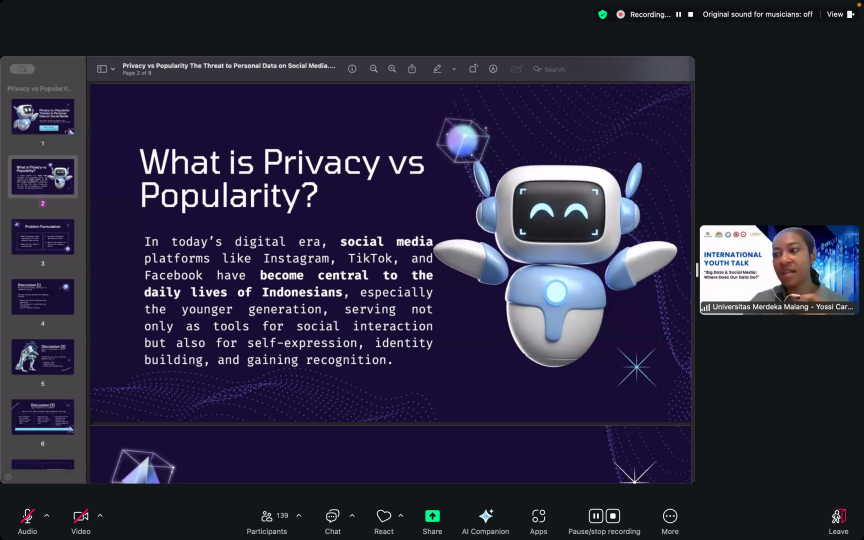 Recording...
Original sound for musicians: off
View
Privacy vs Popularity The Threat to Personal Data on Social Media....
Page 2 of 9
Search
Privacy vs Popularit...
1
What is Privacy vs Popularity?
2
Problem Formulation
3
4
5
6
What is Privacy vs
Popularity?
In today's digital era, social media
platforms like Instagram, TikTok, and
Facebook have become central to the
daily lives of Indonesians, especially
the younger generation, serving not
only as tools for social interaction
but also for self-expression, identity
building, and gaining recognition.
INTERNATIONAL
YOUTH TALK
"Big Data & Social Media:
Where Does Our Data Go?"
Universitas Merdeka Malang - Yossi Car...
Audio
Video
Participants
139
Chat
React
Share
AI Companion
Apps
Pause/stop recording
More
Leave